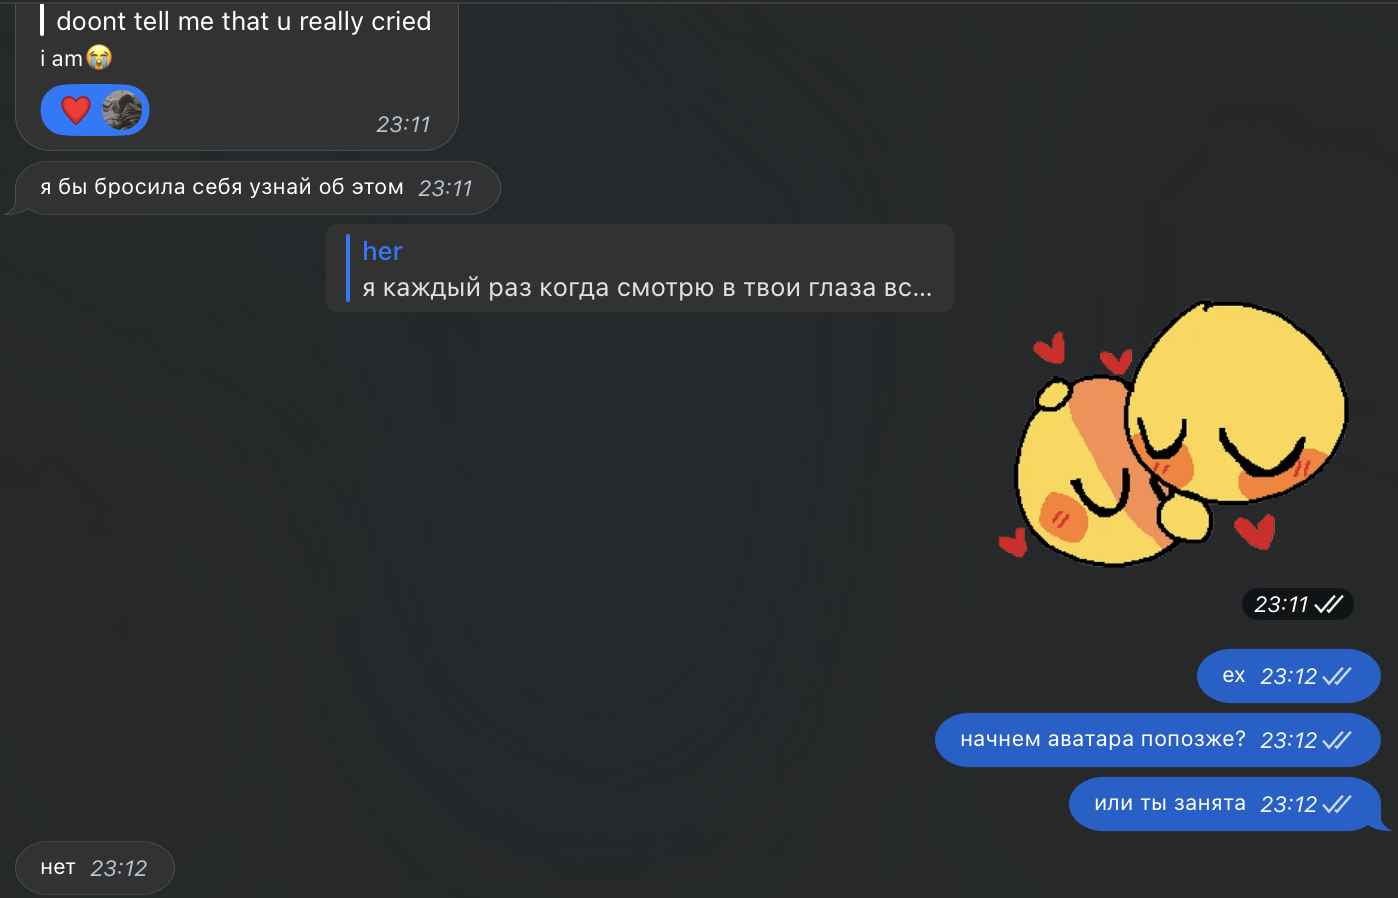 doont tell me that u really cried
i am😭
❤️
23:11
я бы бросила себя узнай об этом 23:11
her
я каждый раз когда смотрю в твои глаза вс...
23:11
ех 23:12
начнем аватара попозже? 23:12
или ты занята 23:12
нет 23:12